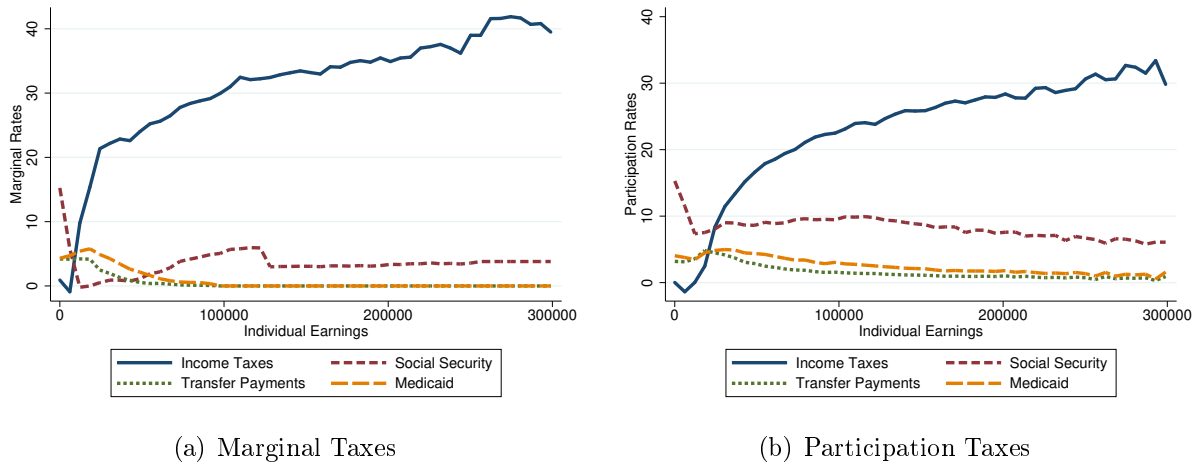 Marginal Rates
40
30
20
10
0
0 100000 200000 300000
Individual Earnings
Income Taxes Social Security
Transfer Payments Medicaid
(a) Marginal Taxes
Participation Rates
40
30
20
10
0
0 100000 200000 300000
Individual Earnings
Income Taxes Social Security
Transfer Payments Medicaid
(b) Participation Taxes